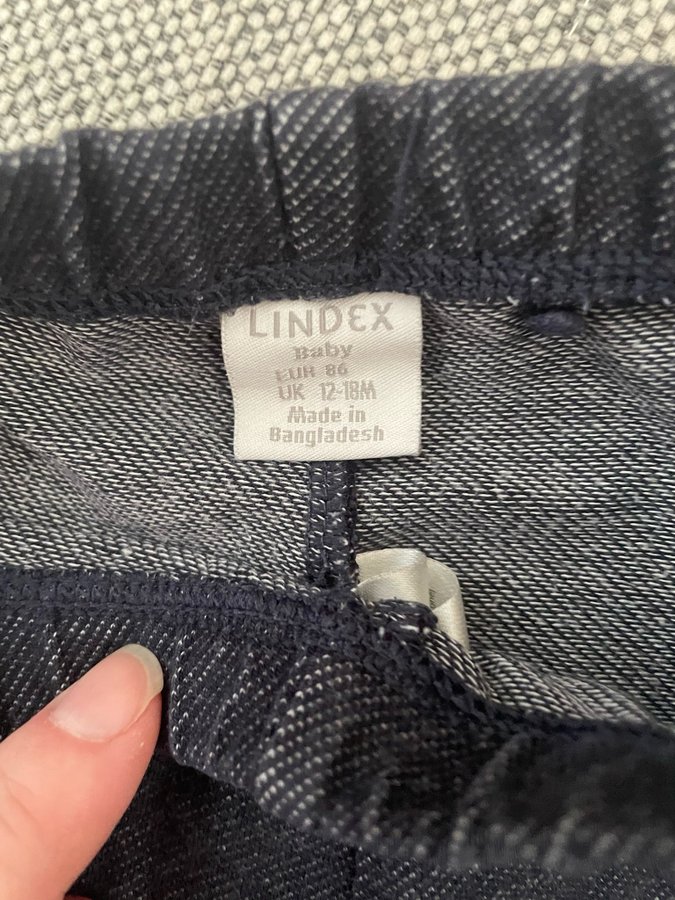 LINDEX
Baby
EUR 86
UK 12-18M
Made in
Bangladesh